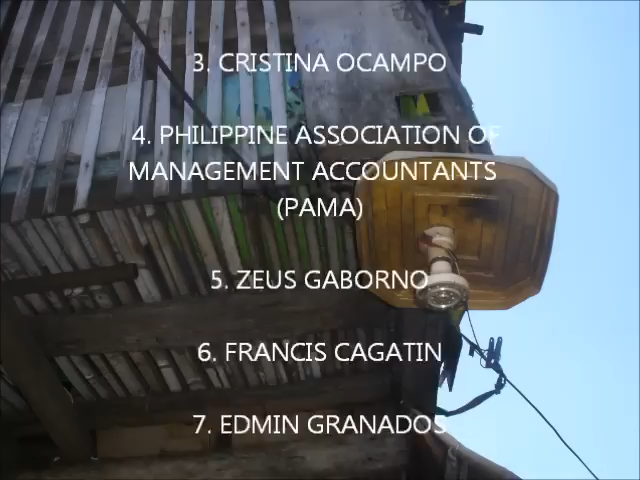 3. CRISTINA OCAMPO
4. PHILIPPINE ASSOCIATION OF
MANAGEMENT ACCOUNTANTS
(PAMA)
5. ZEUS GABORNO
6. FRANCIS CAGATIN
7. EDMIN GRANADOS